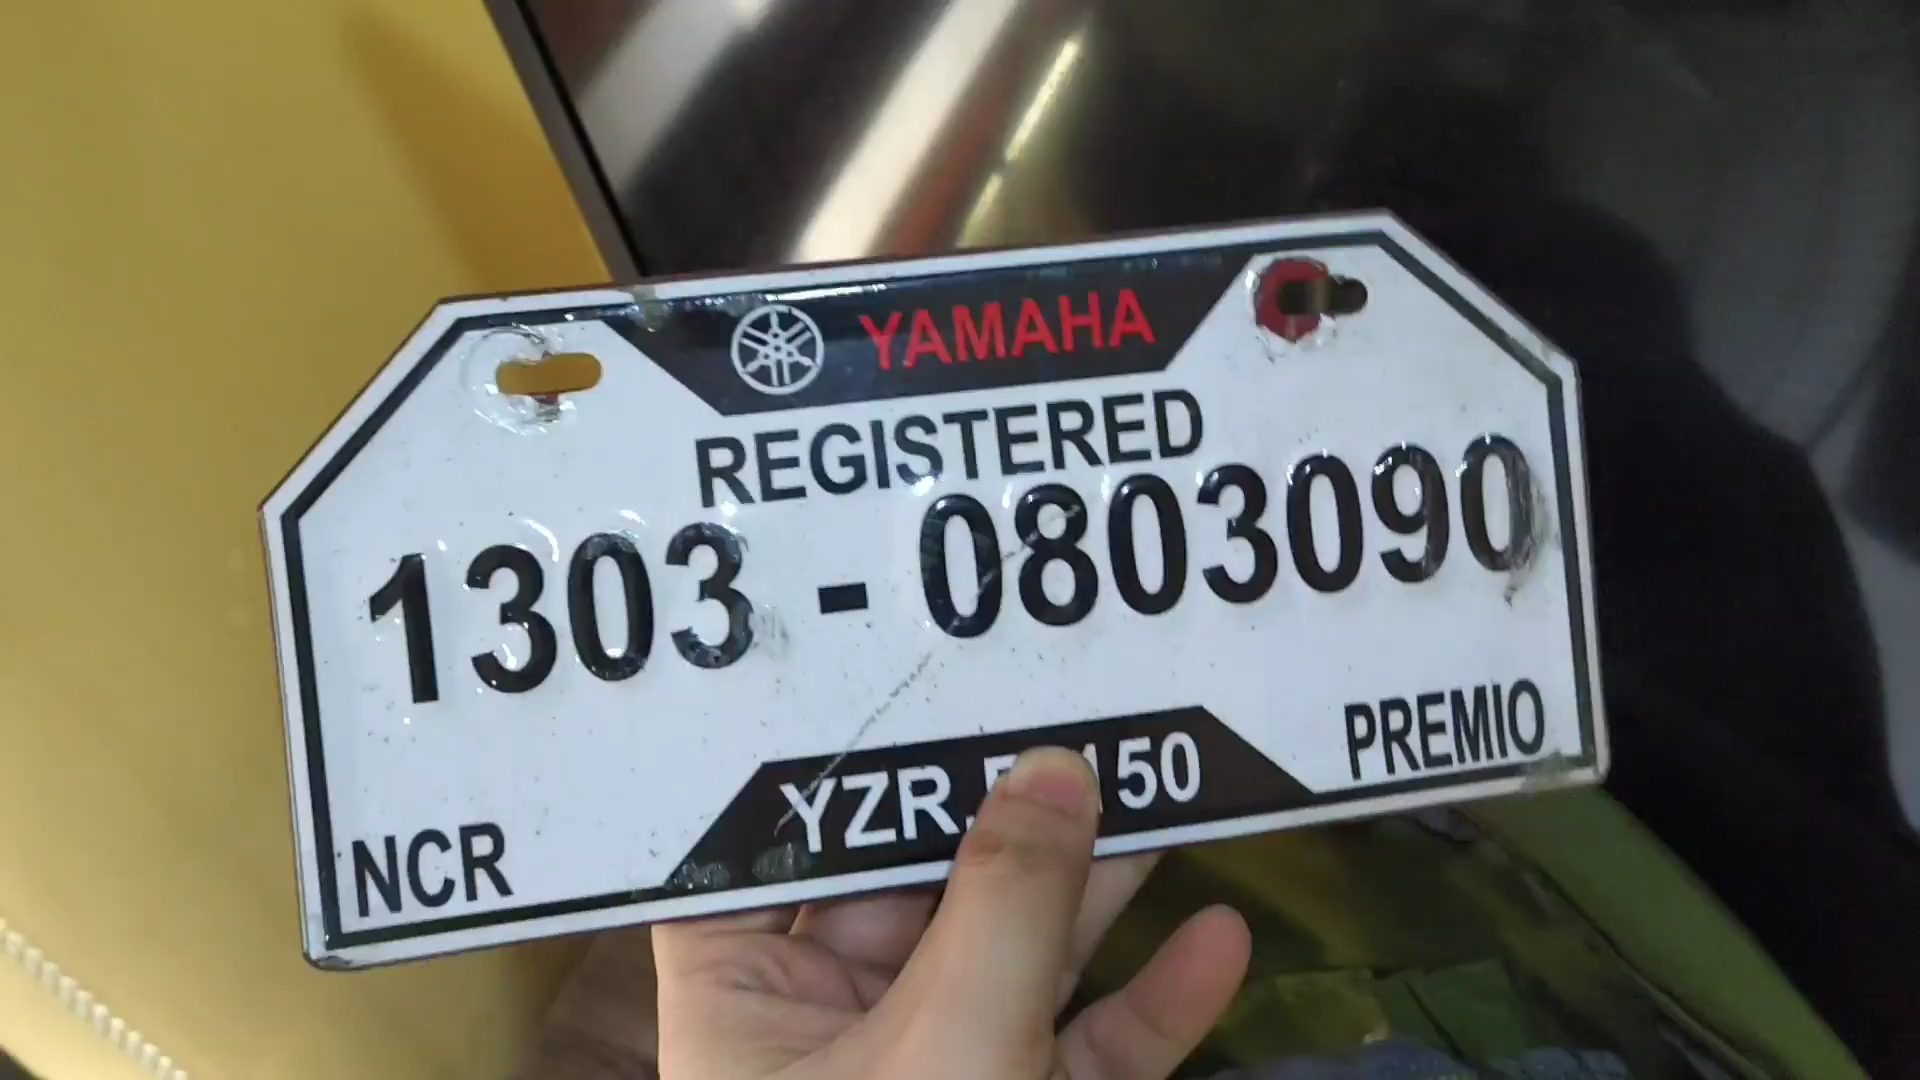 YAMAHA
REGISTERED
1303 - 0803090
PREMIO
YZR 150
NCR